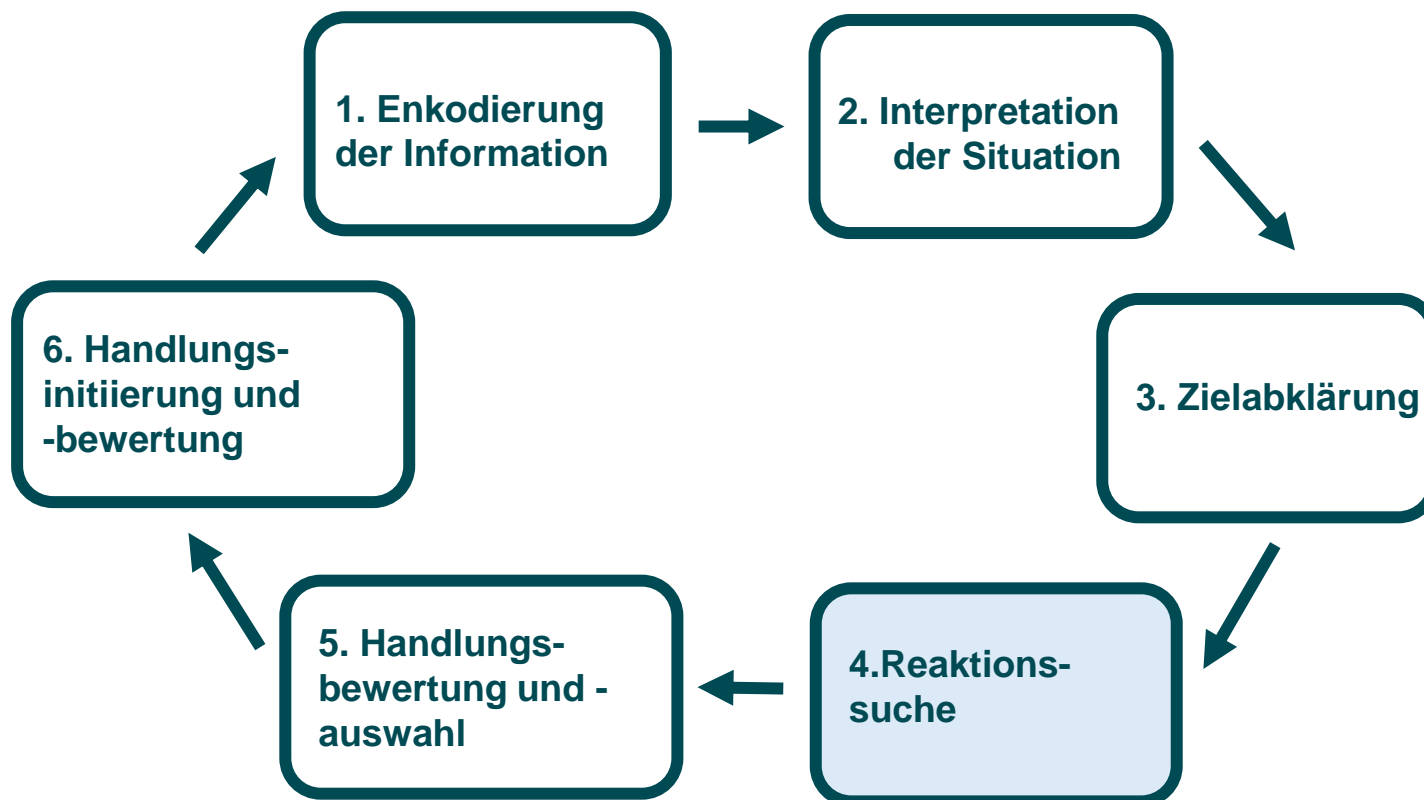 1. Enkodierung
der Information
2. Interpretation
der Situation
3. Zielabklärung
4.Reaktions-
suche
5. Handlungs-
bewertung und -
auswahl
6. Handlungs-
initiierung und
-bewertung